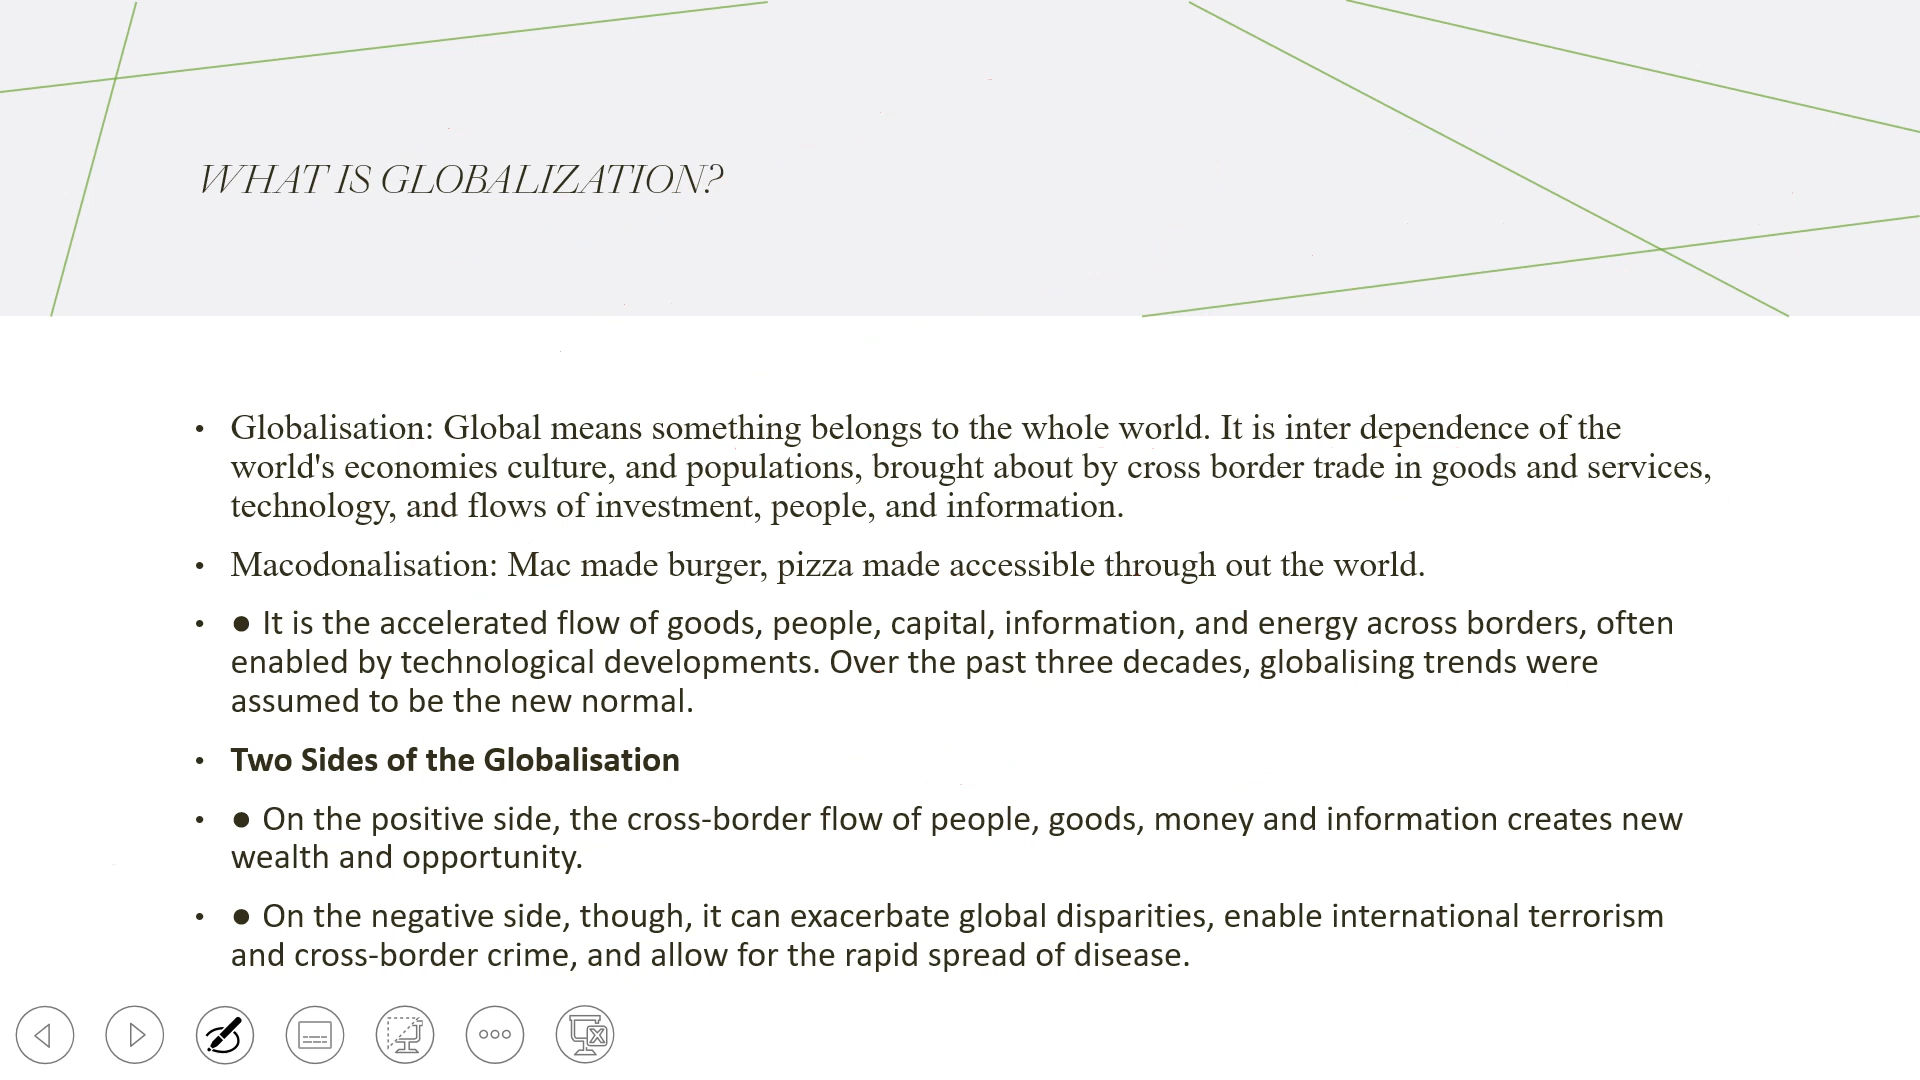 WHAT IS GLOBALIZATION?
• Globalisation: Global means something belongs to the whole world. It is inter dependence of the
world's economies culture, and populations, brought about by cross border trade in goods and services,
technology, and flows of investment, people, and information.
• Macodonalisation: Mac made burger, pizza made accessible through out the world.
• ● It is the accelerated flow of goods, people, capital, information, and energy across borders, often
enabled by technological developments. Over the past three decades, globalising trends were
assumed to be the new normal.
• Two Sides of the Globalisation
• ● On the positive side, the cross-border flow of people, goods, money and information creates new
wealth and opportunity.
• ● On the negative side, though, it can exacerbate global disparities, enable international terrorism
and cross-border crime, and allow for the rapid spread of disease.